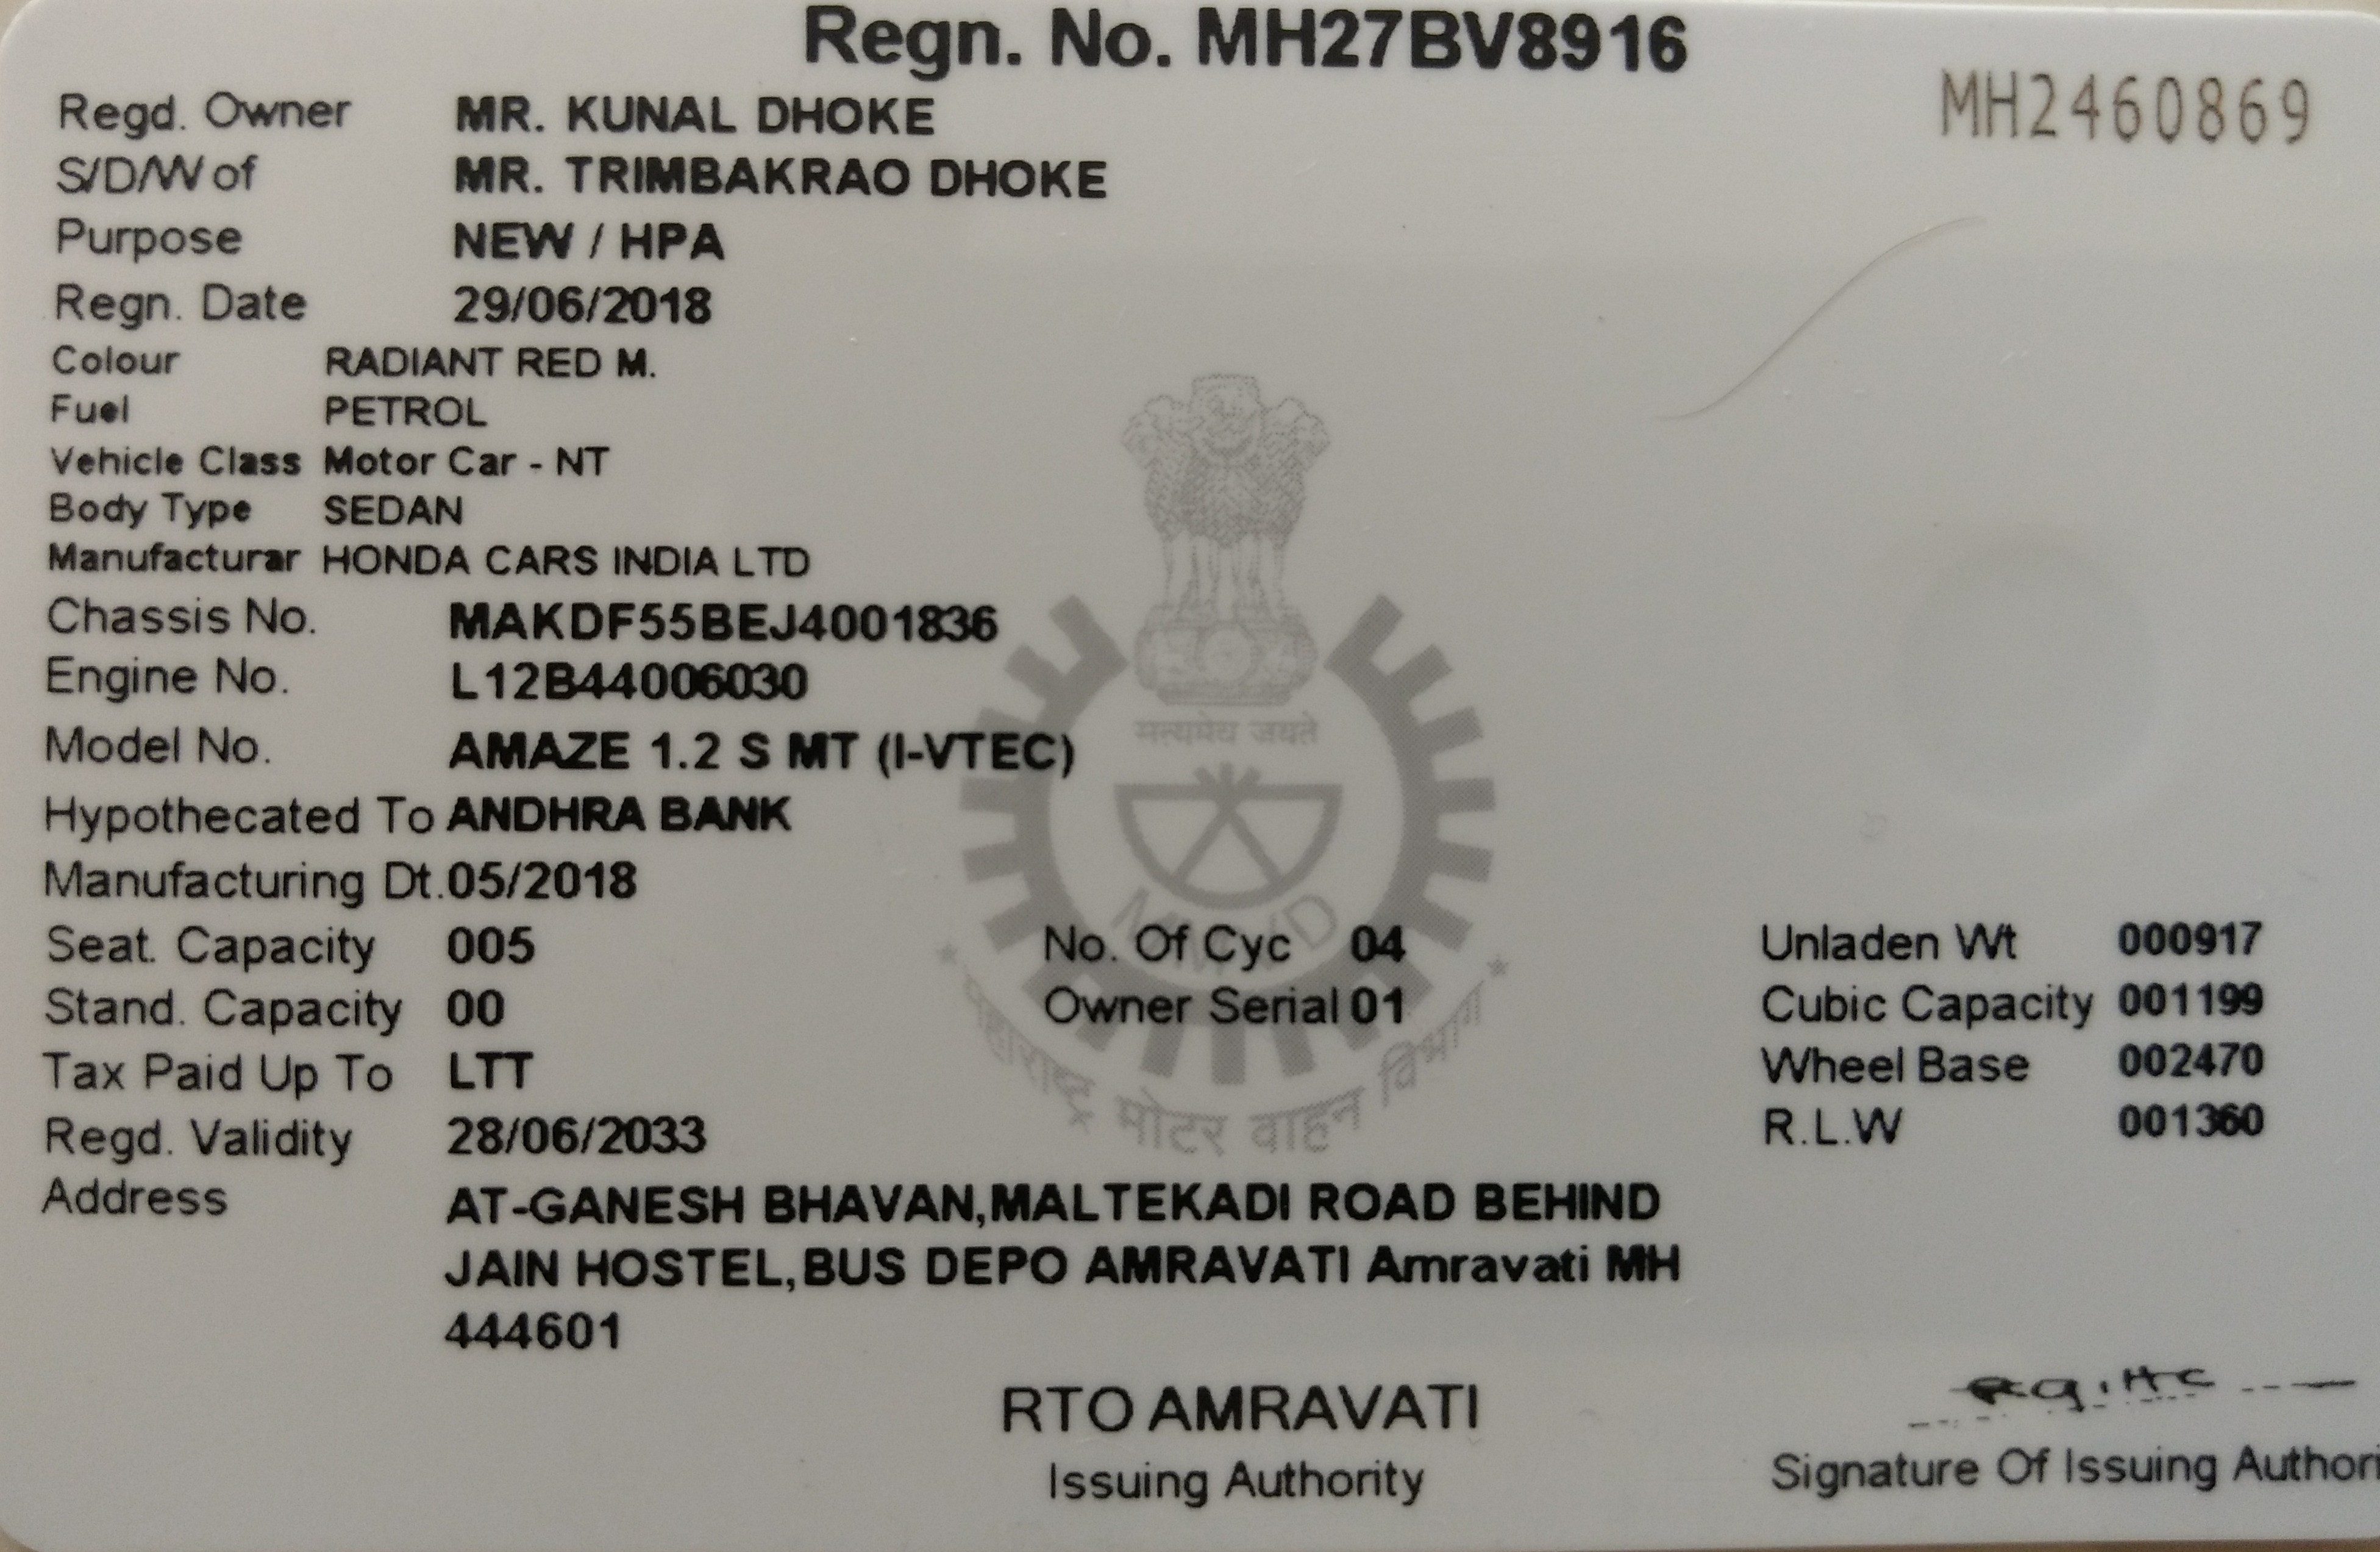 Regn. No. MH27BV8916
MH2460869
Regd. Owner MR. KUNAL DHOKE
S/D/W of MR. TRIMBAKRAO DHOKE
Purpose NEW / HPA
Regn. Date 29/06/2018
Colour RADIANT RED M.
Fuel PETROL
Vehicle Class Motor Car - NT
Body Type SEDAN
Manufacturar HONDA CARS INDIA LTD
Chassis No. MAKDF55BEJ4001836
Engine No. L12B44006030
Model No. AMAZE 1.2 S MT (I-VTEC)
Hypothecated To ANDHRA BANK
Manufacturing Dt. 05/2018
Seat. Capacity 005 No. Of Cyc 04 Unladen Wt 000917
Stand. Capacity 00 Owner Serial 01 Cubic Capacity 001199
Tax Paid Up To LTT Wheel Base 002470
Regd. Validity 28/06/2033 R.L.W 001360
Address AT-GANESH BHAVAN,MALTEKADI ROAD BEHIND
JAIN HOSTEL,BUS DEPO AMRAVATI Amravati MH
444601
सत्यमेव जयते
महाराष्ट्र मोटर वाहन विभाग
RTO AMRAVATI
Issuing Authority
Signature Of Issuing Authori